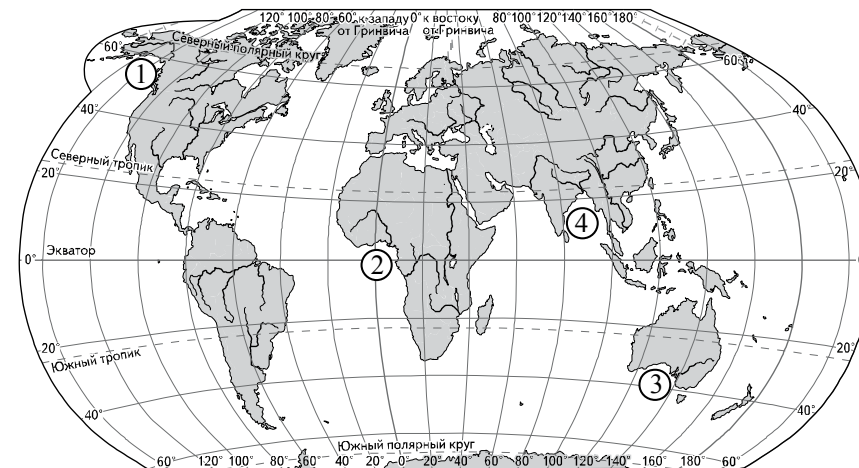 120° 100° 80° 60° к западу 0° к востоку 80° 100° 120° 140° 160° 180°
от Гринвича от Гринвича
Северный полярный круг
60° 60°
1
40° 40°
Северный тропик
20° 20°
4
Экватор
0° 0°
2
20° 20°
Южный тропик
3
40° 40°
Южный полярный круг
60° 120° 100° 80° 60° 40° 20° 0° 20° 40° 60° 80° 100° 120° 140° 160° 180° 60°